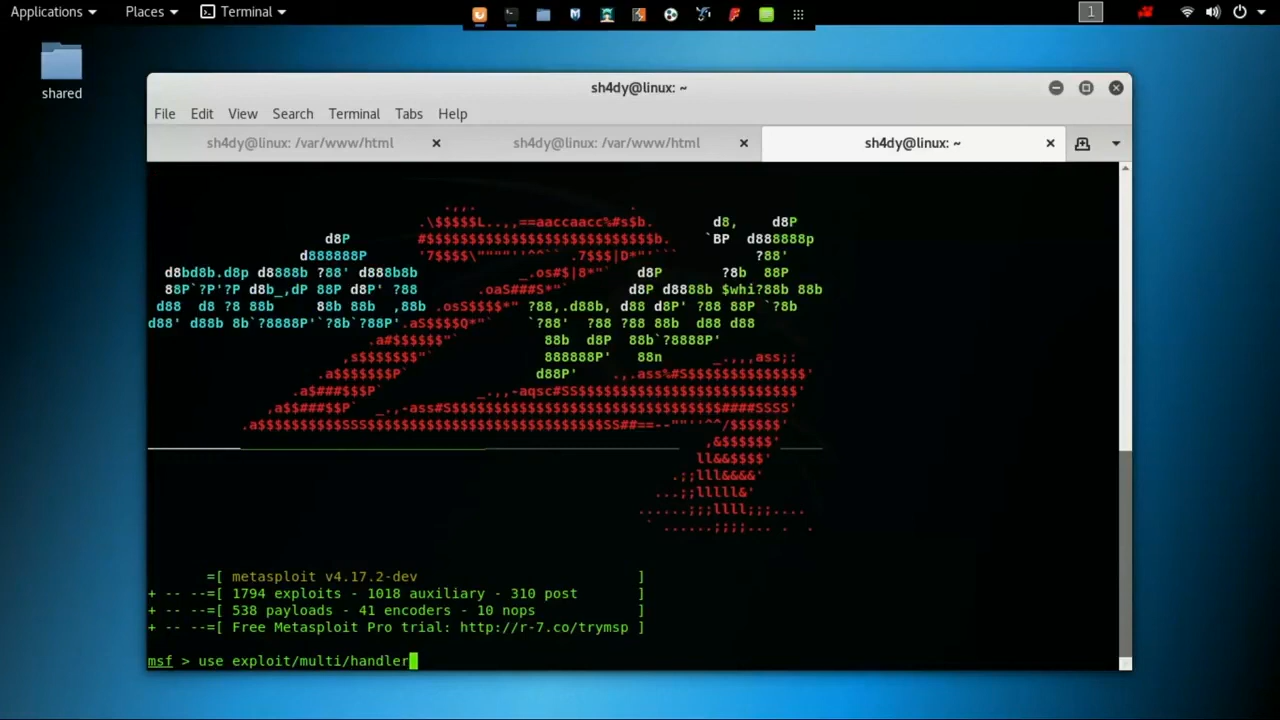 Applications Places Terminal 1
shared
sh4dy@linux: ~
File Edit View Search Terminal Tabs Help
sh4dy@linux: /var/www/html sh4dy@linux: /var/www/html sh4dy@linux: ~
=[ metasploit v4.17.2-dev ]
+ -- --=[ 1794 exploits - 1018 auxiliary - 310 post ]
+ -- --=[ 538 payloads - 41 encoders - 10 nops ]
+ -- --=[ Free Metasploit Pro trial: http://r-7.co/trymsp ]
msf > use exploit/multi/handler